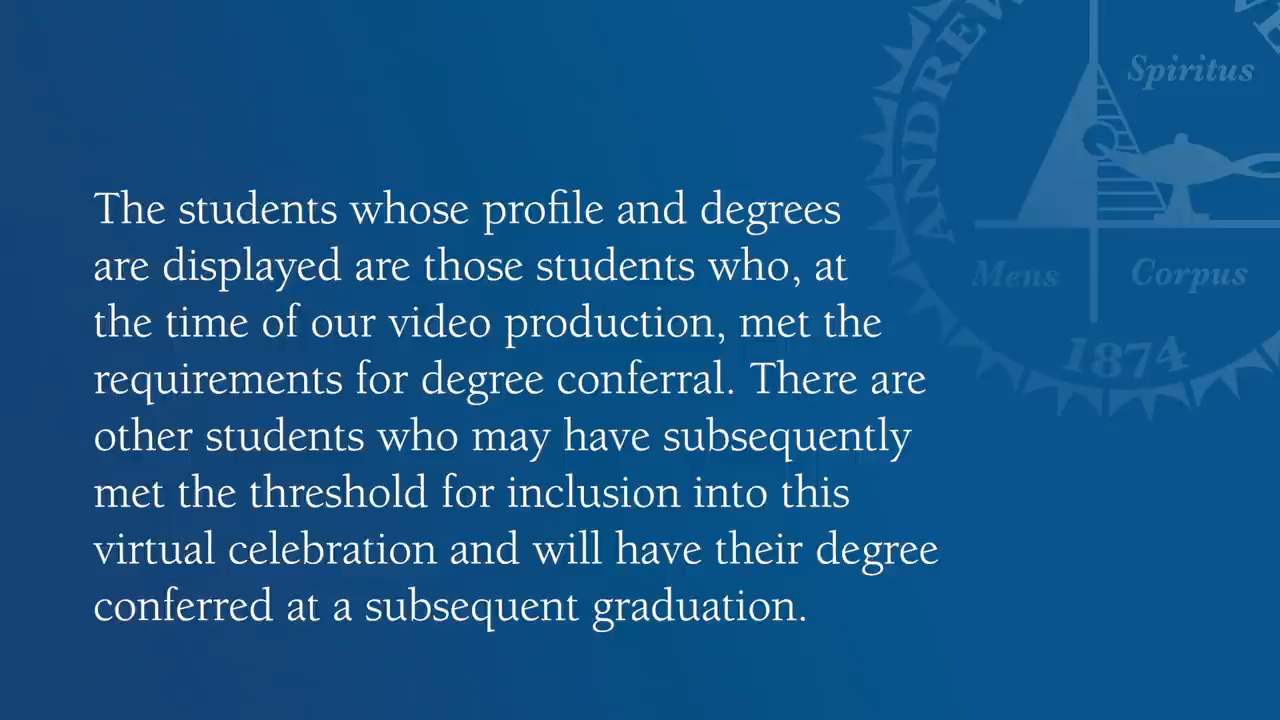 The students whose profile and degrees
are displayed are those students who, at
the time of our video production, met the
requirements for degree conferral. There are
other students who may have subsequently
met the threshold for inclusion into this
virtual celebration and will have their degree
conferred at a subsequent graduation.
ANDREW
Spiritus
Mens
Corpus
1874